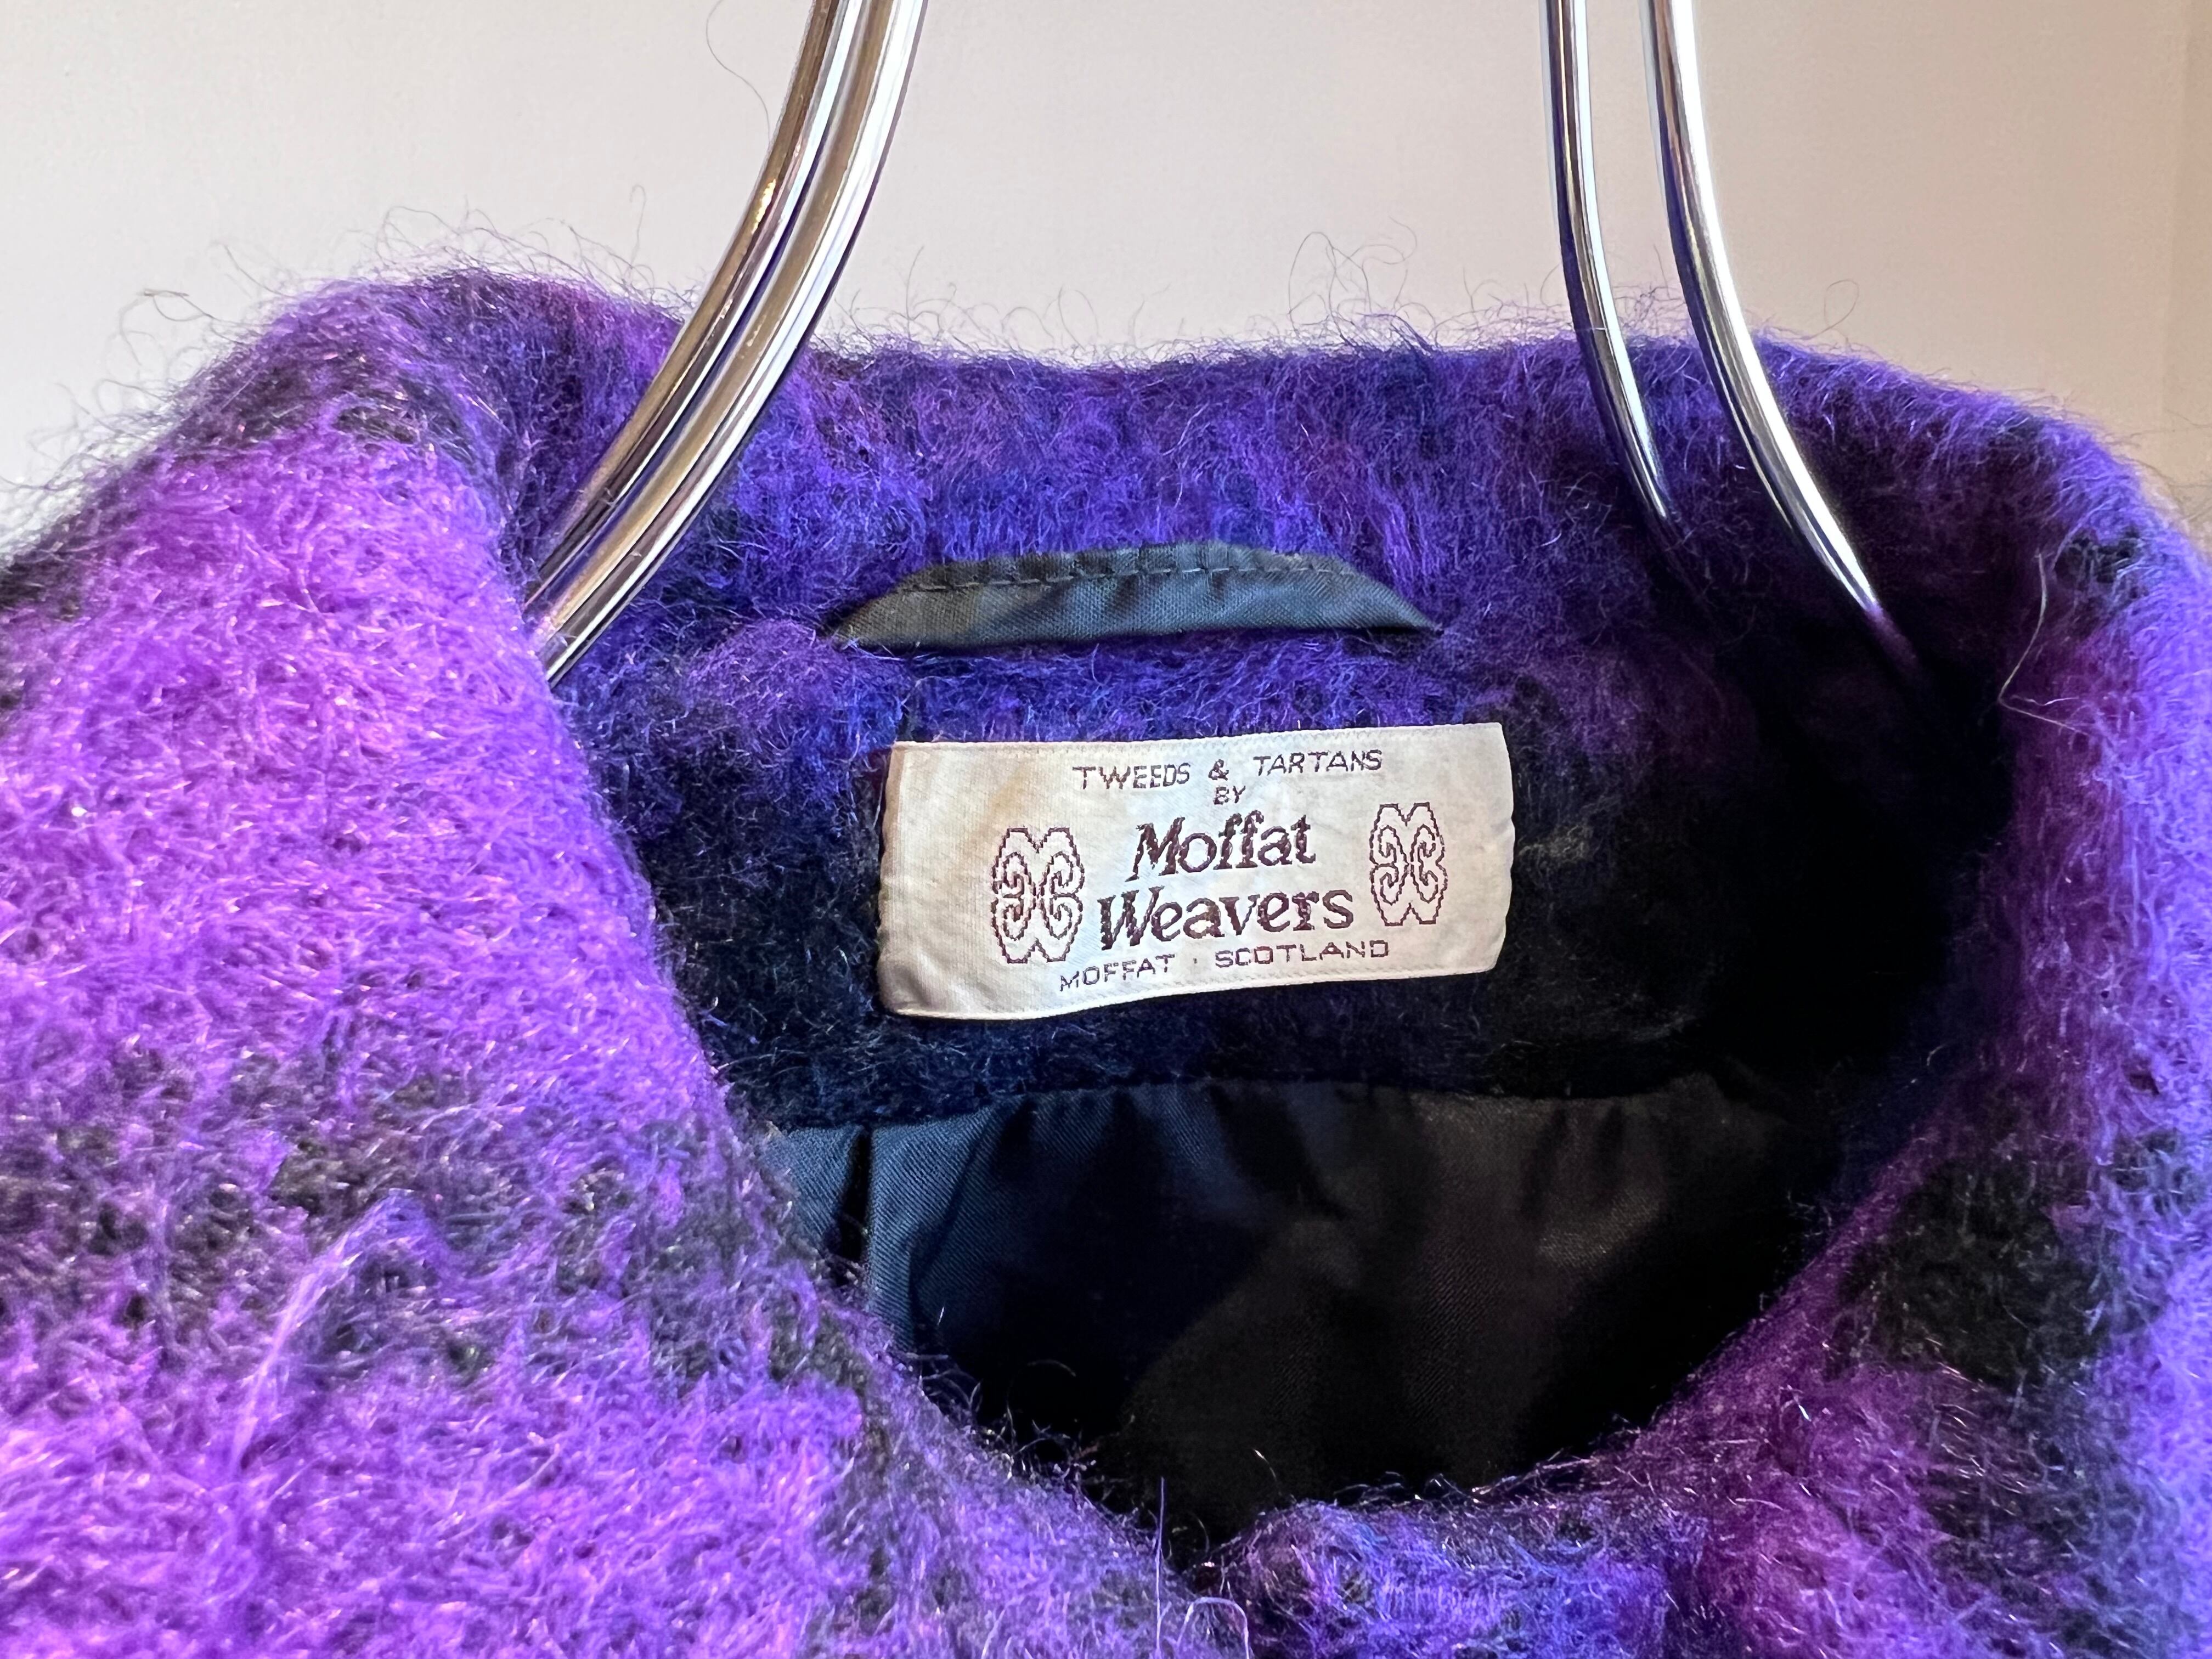 TWEEDS & TARTANS
BY
Moffat
Weavers
MOFFAT · SCOTLAND